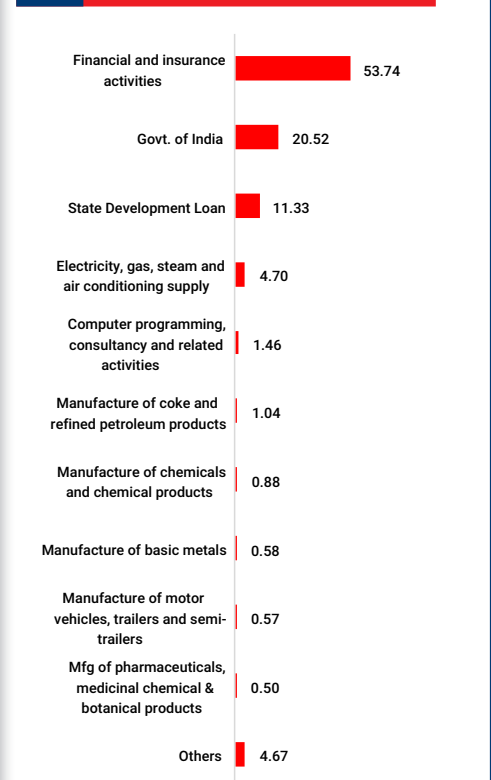 Financial and insurance
activities
53.74
Govt. of India
20.52
State Development Loan
11.33
Electricity, gas, steam and
air conditioning supply
4.70
Computer programming,
consultancy and related
activities
1.46
Manufacture of coke and
refined petroleum products
1.04
Manufacture of chemicals
and chemical products
0.88
Manufacture of basic metals
0.58
Manufacture of motor
vehicles, trailers and semi-
trailers
0.57
Mfg of pharmaceuticals,
medicinal chemical &
botanical products
0.50
Others
4.67